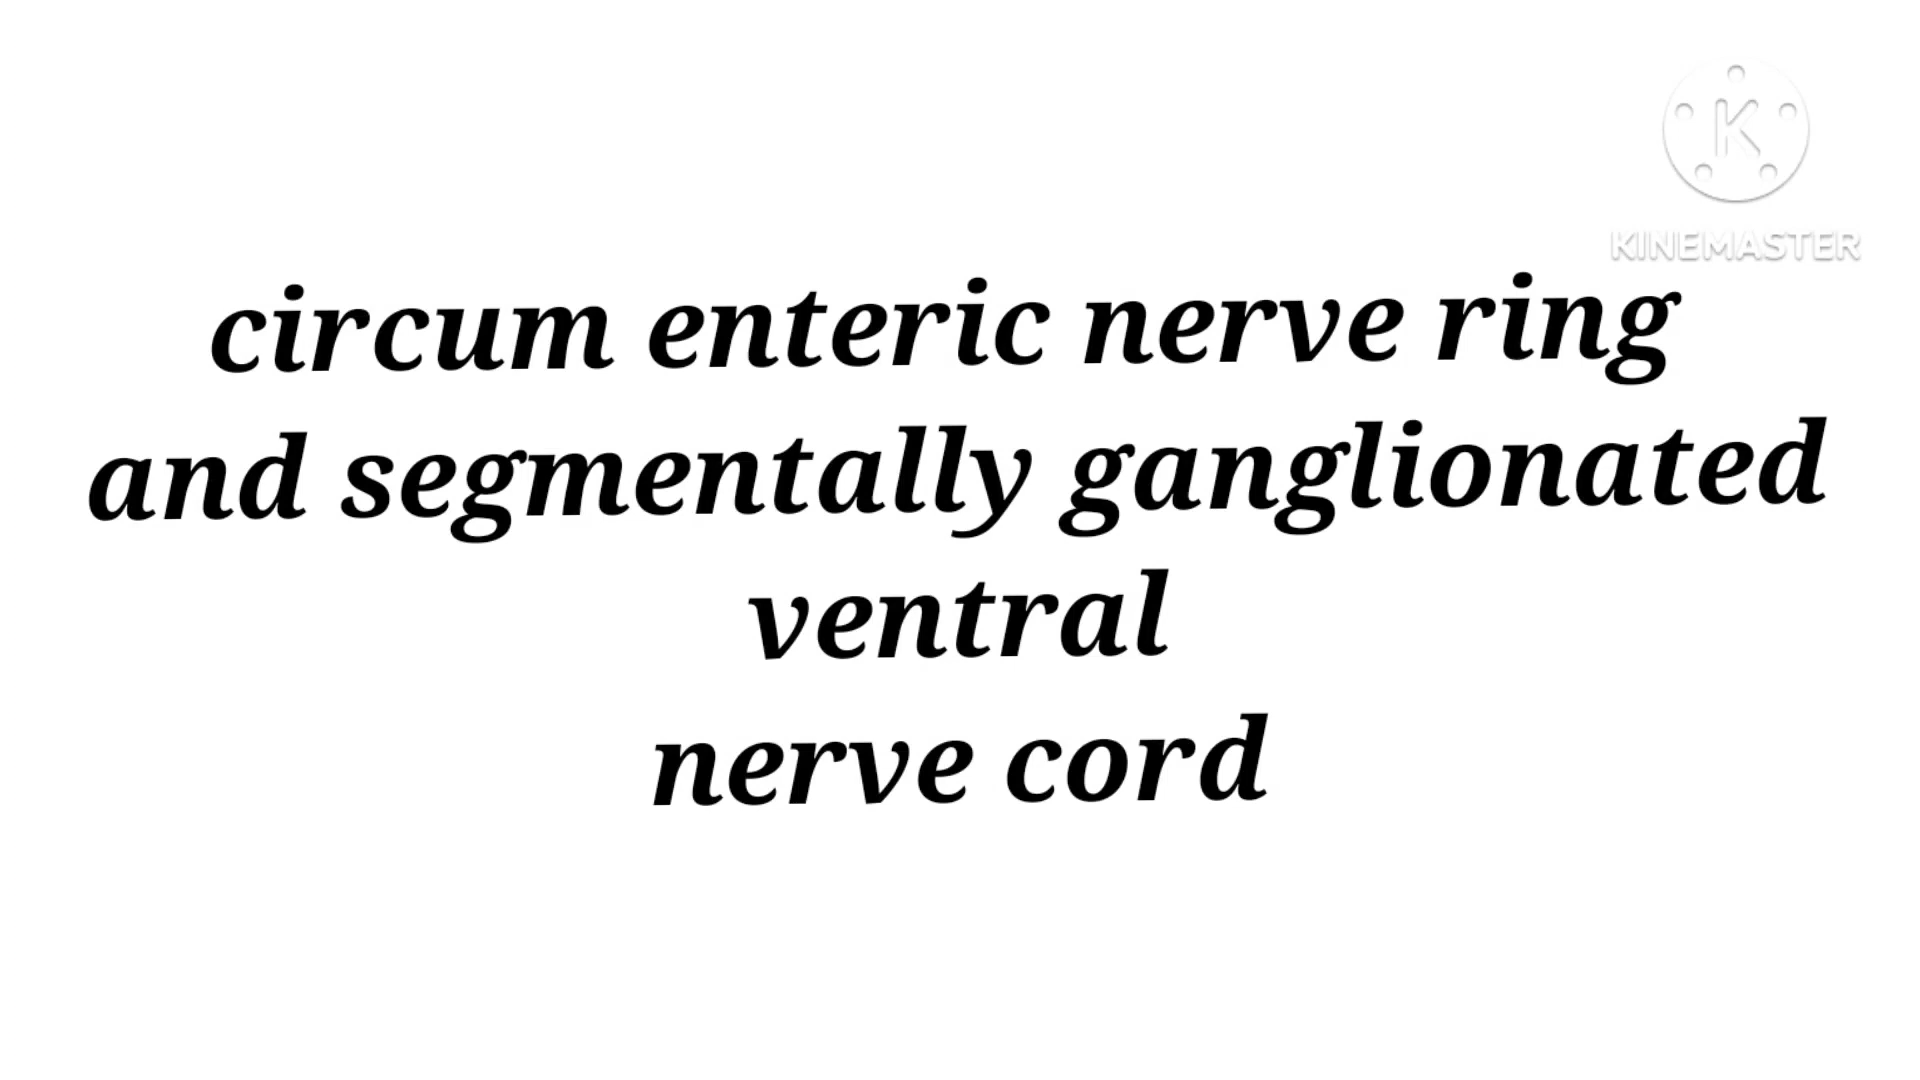 K
KINEMASTER
circum enteric nerve ring
and segmentally ganglionated
ventral
nerve cord